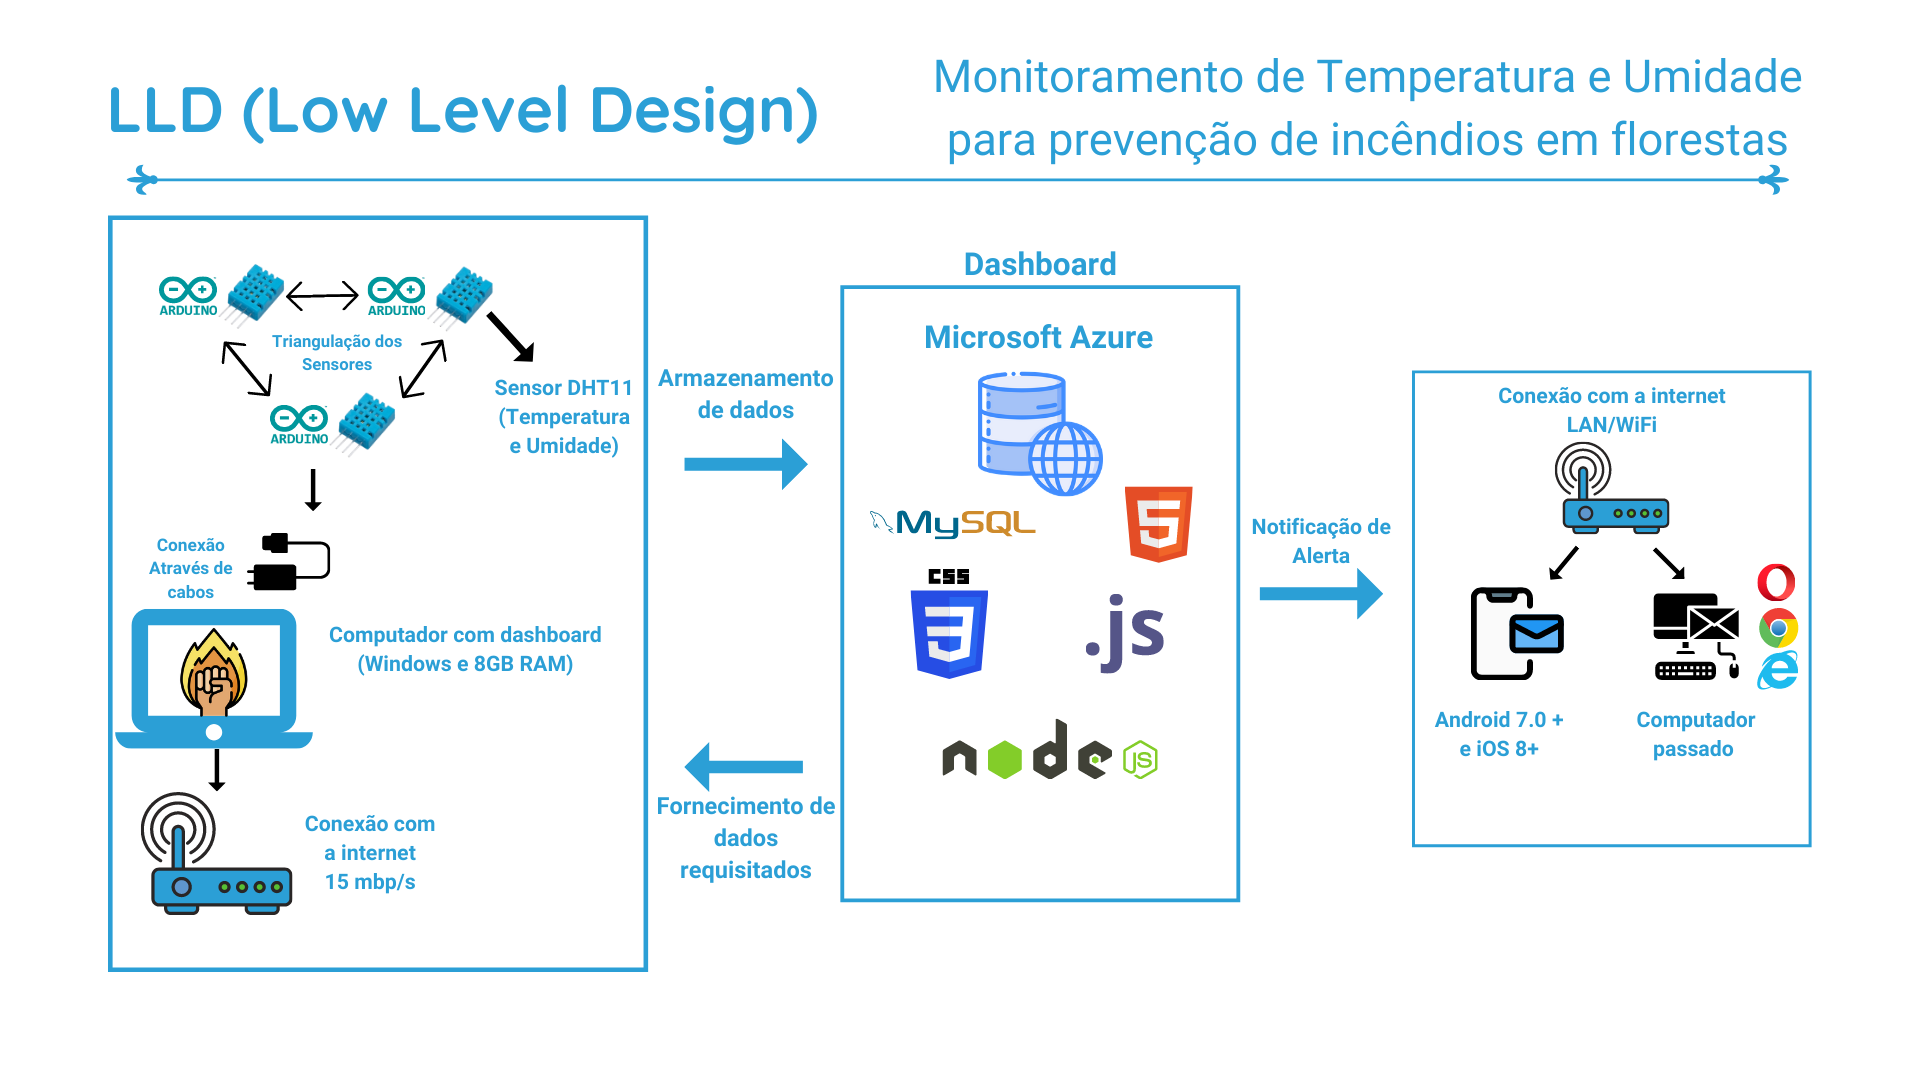 LLD (Low Level Design)
Monitoramento de Temperatura e Umidade
para prevenção de incêndios em florestas
ARDUINO
ARDUINO
Triangulação dos
Sensores
ARDUINO
Sensor DHT11
(Temperatura
e Umidade)
Conexão
Através de
cabos
Computador com dashboard
(Windows e 8GB RAM)
Conexão com
a internet
15 mbp/s
Armazenamento
de dados
Fornecimento de
dados
requisitados
Dashboard
Microsoft Azure
MySQL
5
CSS
3
.js
node
JS
Notificação de
Alerta
Conexão com a internet
LAN/WiFi
Android 7.0 +
e iOS 8+
Computador
passado